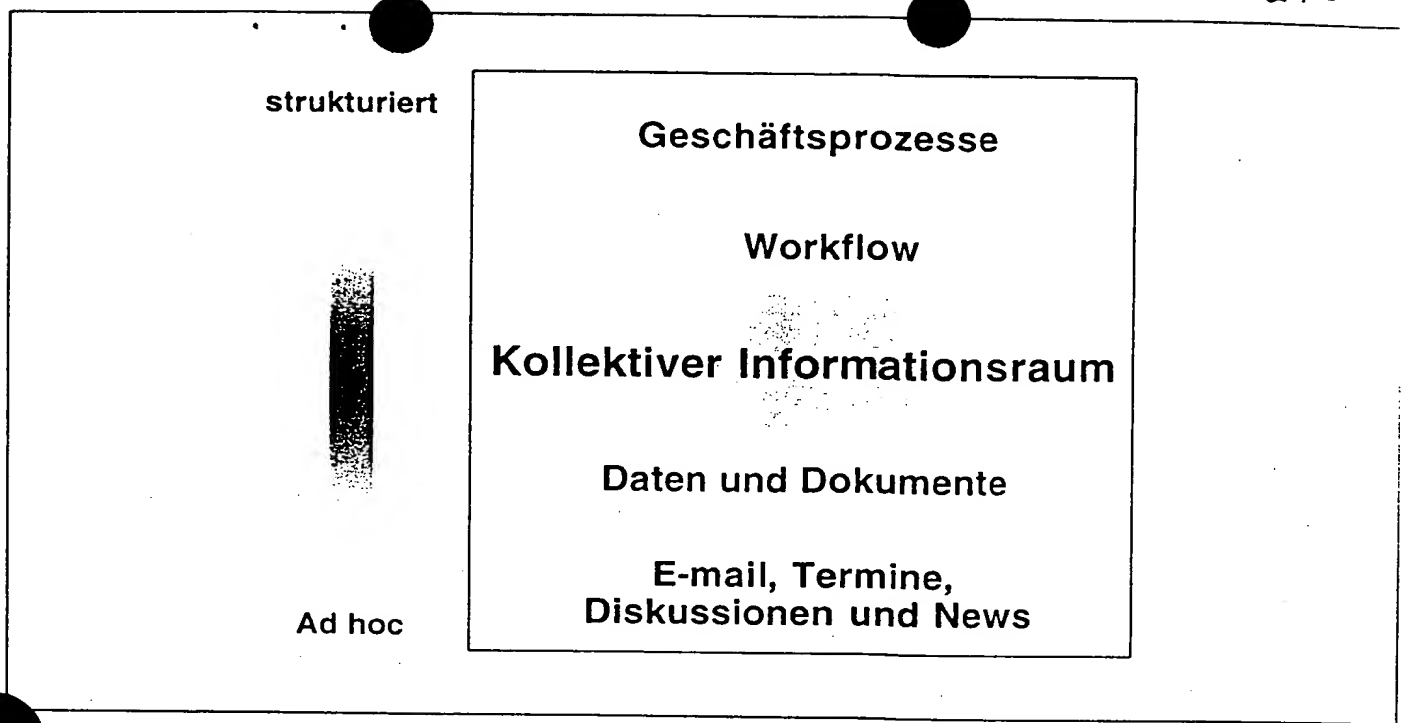 strukturiert
Geschäftsprozesse
Workflow
Kollektiver Informationsraum
Daten und Dokumente
E-mail, Termine,
Diskussionen und News
Ad hoc